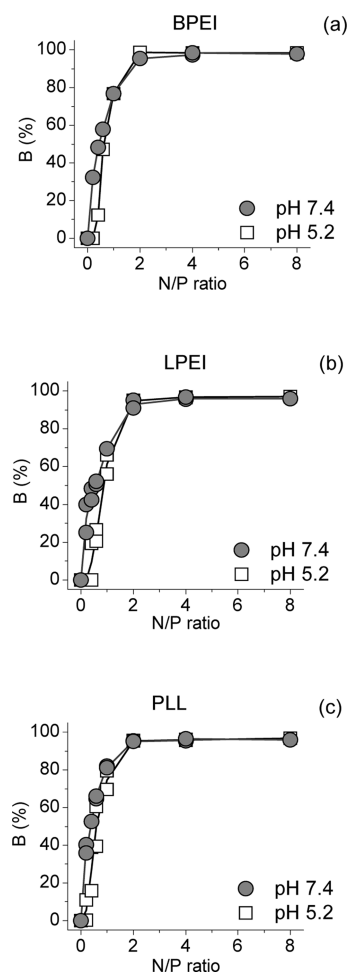 BPEI
(a)
100
80
60
40
20
0
B (%)
pH 7.4
pH 5.2
0 2 4 6 8
N/P ratio
LPEI
(b)
100
80
60
40
20
0
B (%)
pH 7.4
pH 5.2
0 2 4 6 8
N/P ratio
PLL
(c)
100
80
60
40
20
0
B (%)
pH 7.4
pH 5.2
0 2 4 6 8
N/P ratio